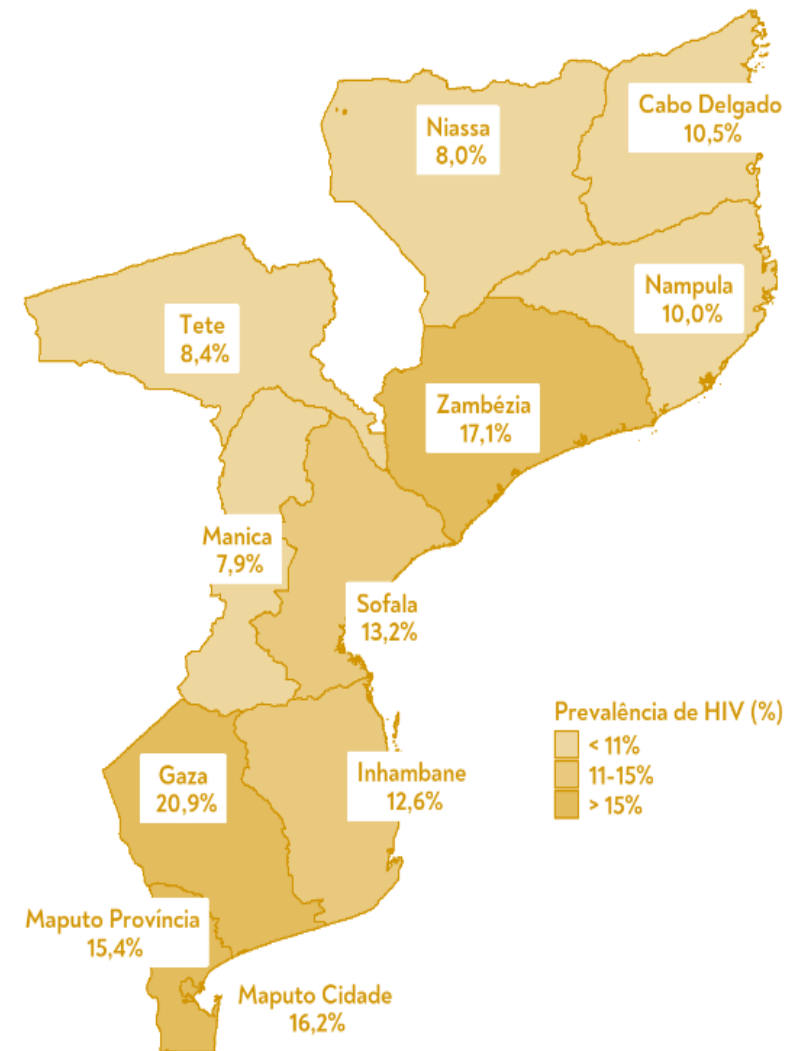 Cabo Delgado
10,5%
Niassa
8,0%
Nampula
10,0%
Tete
8,4%
Zambézia
17,1%
Manica
7,9%
Sofala
13,2%
Prevalência de HIV (%)
< 11%
11-15%
> 15%
Gaza
20,9%
Inhambane
12,6%
Maputo Província
15,4%
Maputo Cidade
16,2%